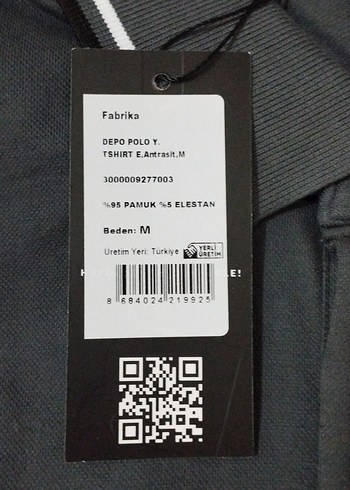 Fabrika
DEPO POLO Y.
TSHIRT E,Antrasit,M
3000009277003
%95 PAMUK %5 ELESTAN
Beden: M
Üretim Yeri: Türkiye
YERLİ
ÜRETİM
8 684024 219925